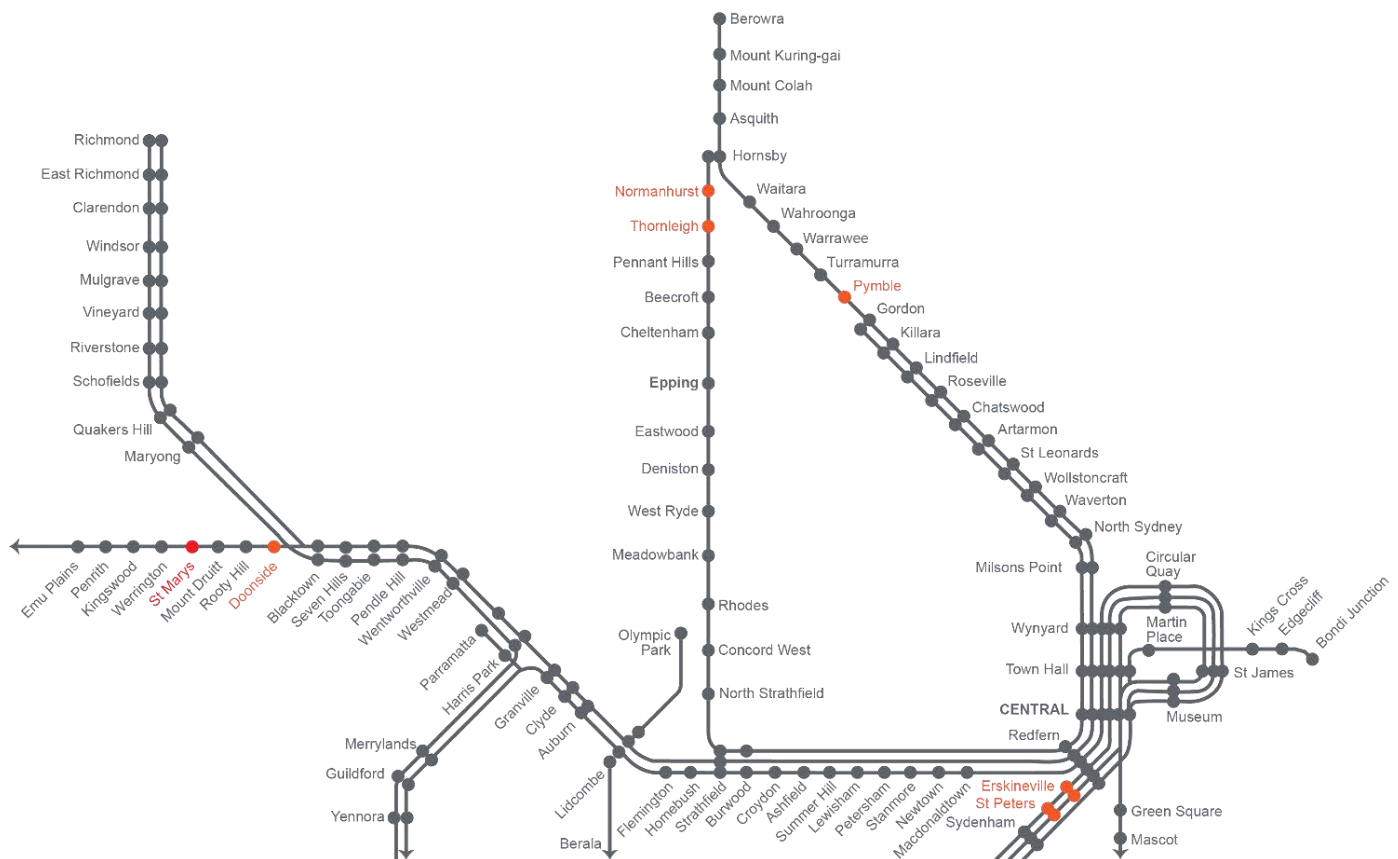 Berowra
Mount Kuring-gai
Mount Colah
Asquith
Hornsby
Richmond
East Richmond
Clarendon
Windsor
Mulgrave
Vineyard
Riverstone
Schofields
Quakers Hill
Maryong
Normanhurst
Thornleigh
Pennant Hills
Beecroft
Cheltenham
Epping
Eastwood
Deniston
West Ryde
Meadowbank
Rhodes
Concord West
North Strathfield
Waitara
Wahroonga
Warrawee
Turramurra
Pymble
Gordon
Killara
Lindfield
Roseville
Chatswood
Artarmon
St Leonards
Wollstoncraft
Waverton
North Sydney
Milsons Point
Wynyard
Town Hall
CENTRAL
Redfern
Circular
Quay
Martin
Place
Kings Cross
Edgecliff
Bondi Junction
St James
Museum
Emu Plains
Penrith
Kingswood
Werrington
St Marys
Mount Druitt
Rooty Hill
Doonside
Blacktown
Seven Hills
Toongabie
Pendle Hill
Wentworthville
Westmead
Parramatta
Harris Park
Granville
Clyde
Auburn
Olympic
Park
Merrylands
Guildford
Yennora
Lidcombe
Berala
Flemington
Homebush
Strathfield
Burwood
Croydon
Ashfield
Summer Hill
Lewisham
Petersham
Stanmore
Newtown
Macdonaldtown
Erskineville
St Peters
Sydenham
Green Square
Mascot